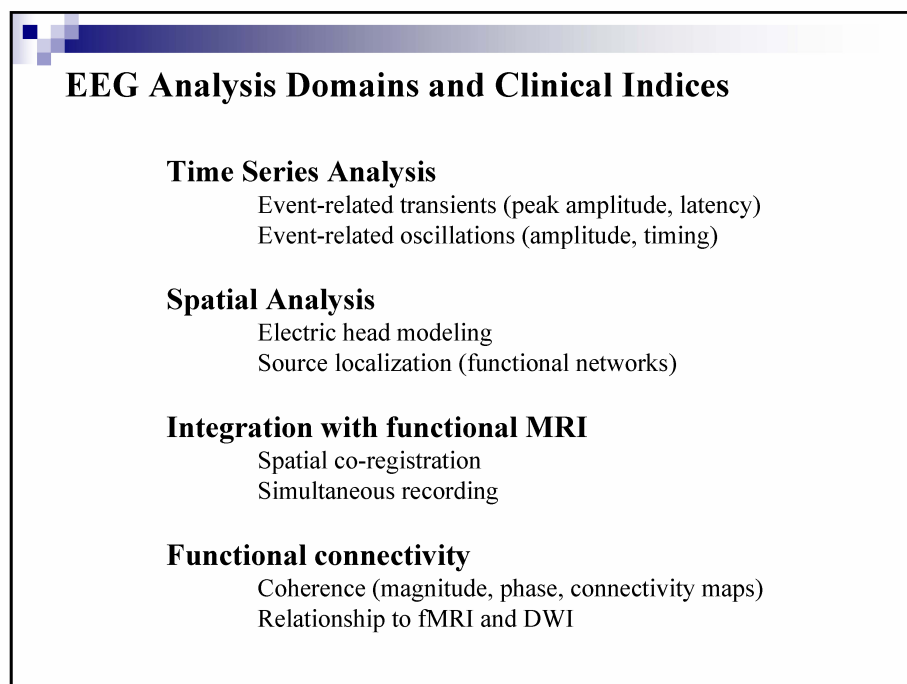 EEG Analysis Domains and Clinical Indices
Time Series Analysis
Event-related transients (peak amplitude, latency)
Event-related oscillations (amplitude, timing)
Spatial Analysis
Electric head modeling
Source localization (functional networks)
Integration with functional MRI
Spatial co-registration
Simultaneous recording
Functional connectivity
Coherence (magnitude, phase, connectivity maps)
Relationship to fMRI and DWI